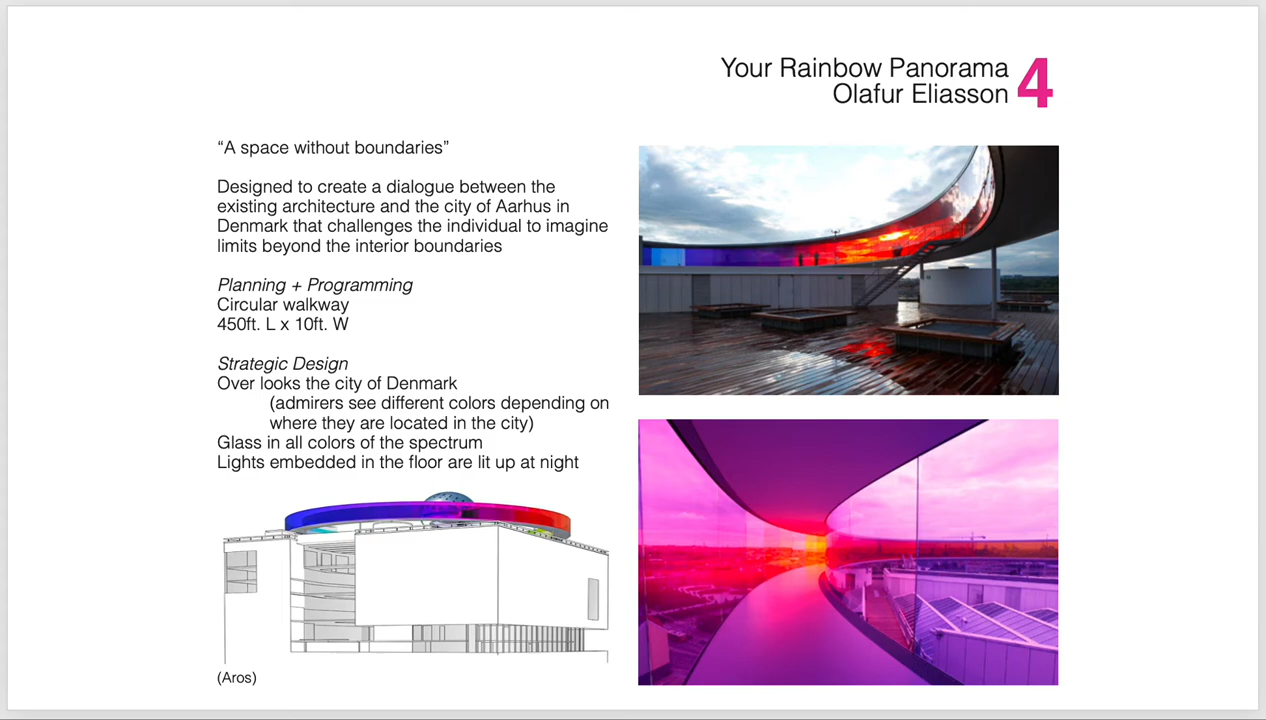 Your Rainbow Panorama
Olafur Eliasson
4
“A space without boundaries”
Designed to create a dialogue between the
existing architecture and the city of Aarhus in
Denmark that challenges the individual to imagine
limits beyond the interior boundaries
Planning + Programming
Circular walkway
450ft. L x 10ft. W
Strategic Design
Over looks the city of Denmark
(admirers see different colors depending on
where they are located in the city)
Glass in all colors of the spectrum
Lights embedded in the floor are lit up at night
(Aros)